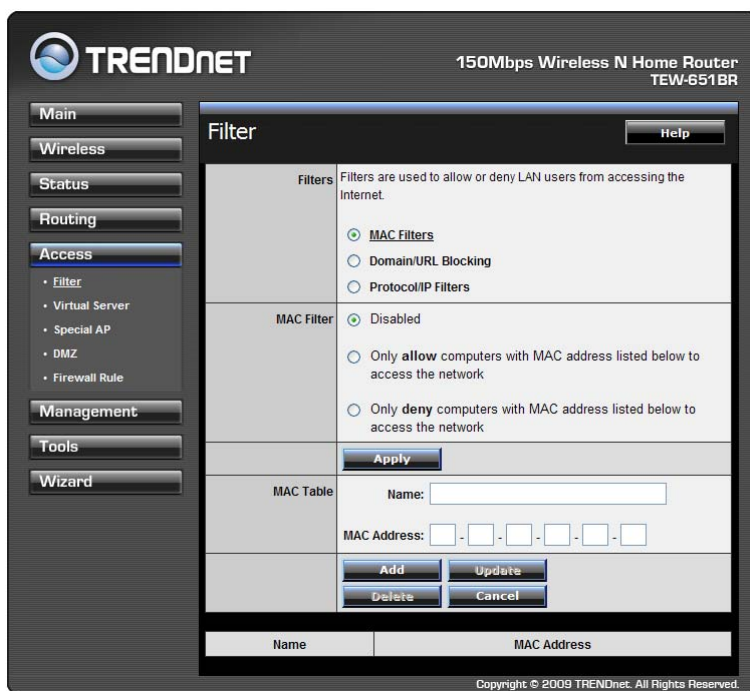 TRENDNET
150Mbps Wireless N Home Router
TEW-651BR
Main
Wireless
Status
Routing
Access
• Filter
• Virtual Server
• Special AP
• DMZ
• Firewall Rule
Management
Tools
Wizard
Filter
Help
Filters
Filters are used to allow or deny LAN users from accessing the
Internet.
MAC Filters
Domain/URL Blocking
Protocol/IP Filters
MAC Filter
Disabled
Only allow computers with MAC address listed below to
access the network
Only deny computers with MAC address listed below to
access the network
Apply
MAC Table
Name:
MAC Address: - - - - -
Add Update
Delete Cancel
Name MAC Address
Copyright © 2009 TRENDnet. All Rights Reserved.